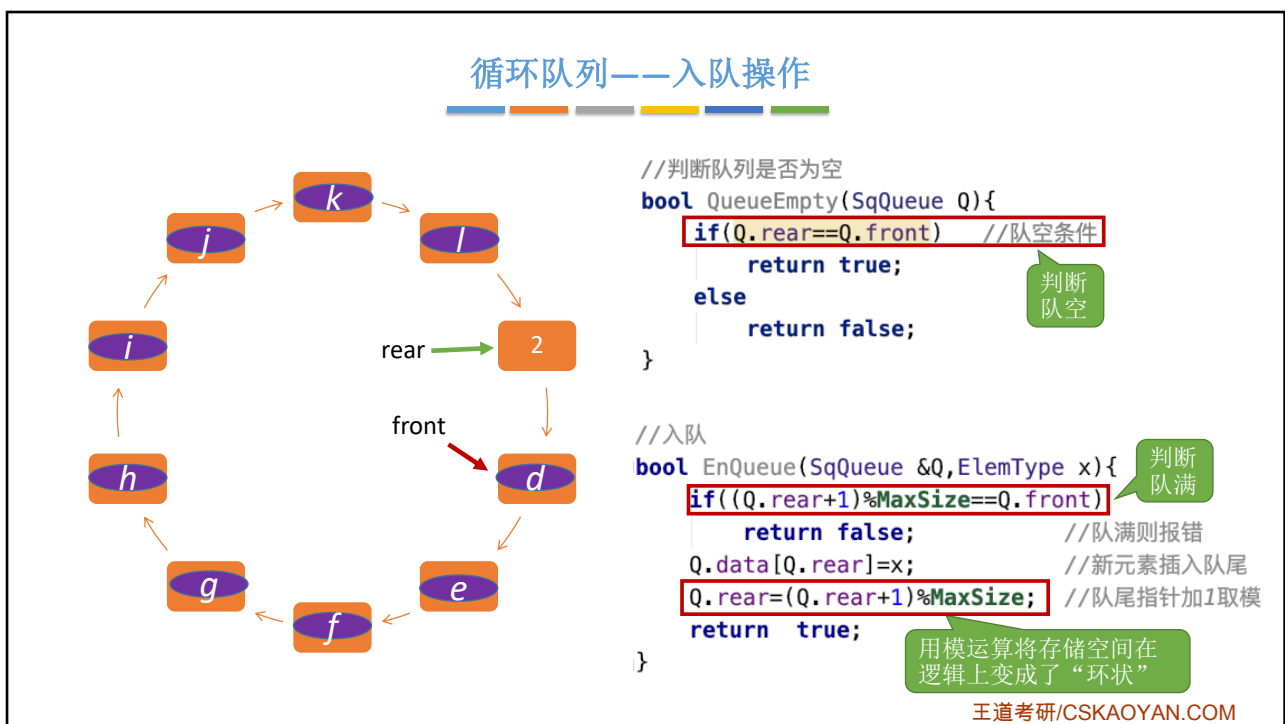 循环队列——入队操作
k
j
l
i
2
rear
front
h
d
g
e
f
//判断队列是否为空
bool QueueEmpty(SqQueue Q){
if(Q.rear==Q.front) //队空条件
return true;
else
return false;
}
判断
队空
//入队
bool EnQueue(SqQueue &Q,ElemType x){
if((Q.rear+1)%MaxSize==Q.front)
return false; //队满则报错
Q.data[Q.rear]=x; //新元素插入队尾
Q.rear=(Q.rear+1)%MaxSize; //队尾指针加1取模
return true;
}
判断
队满
用模运算将存储空间在
逻辑上变成了“环状”
王道考研/CSKAOYAN.COM